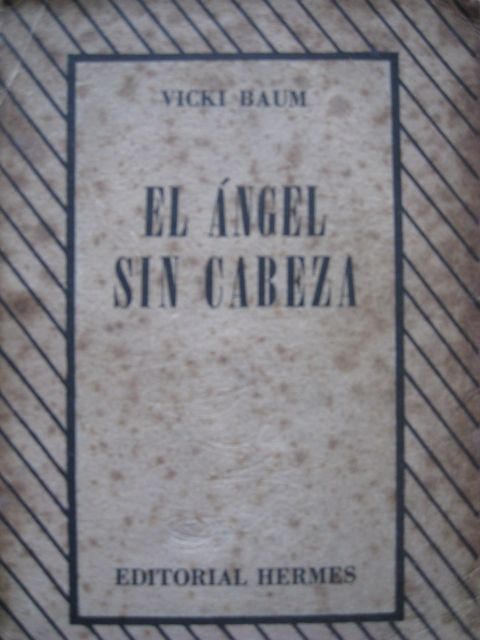 VICKI BAUM
EL ÁNGEL
SIN CABEZA
EDITORIAL HERMES